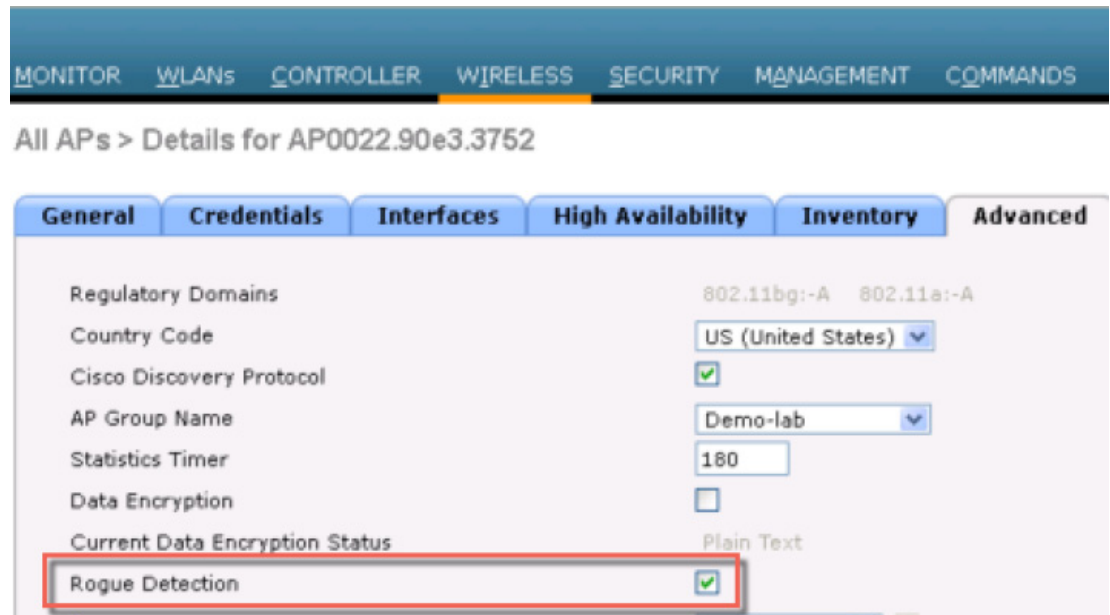 MONITOR WLANs CONTROLLER WIRELESS SECURITY MANAGEMENT COMMANDS
All APs > Details for AP0022.90e3.3752
General Credentials Interfaces High Availability Inventory Advanced
Regulatory Domains 802.11bg:-A 802.11a:-A
Country Code US (United States)
Cisco Discovery Protocol
AP Group Name Demo-lab
Statistics Timer 180
Data Encryption
Current Data Encryption Status Plain Text
Rogue Detection